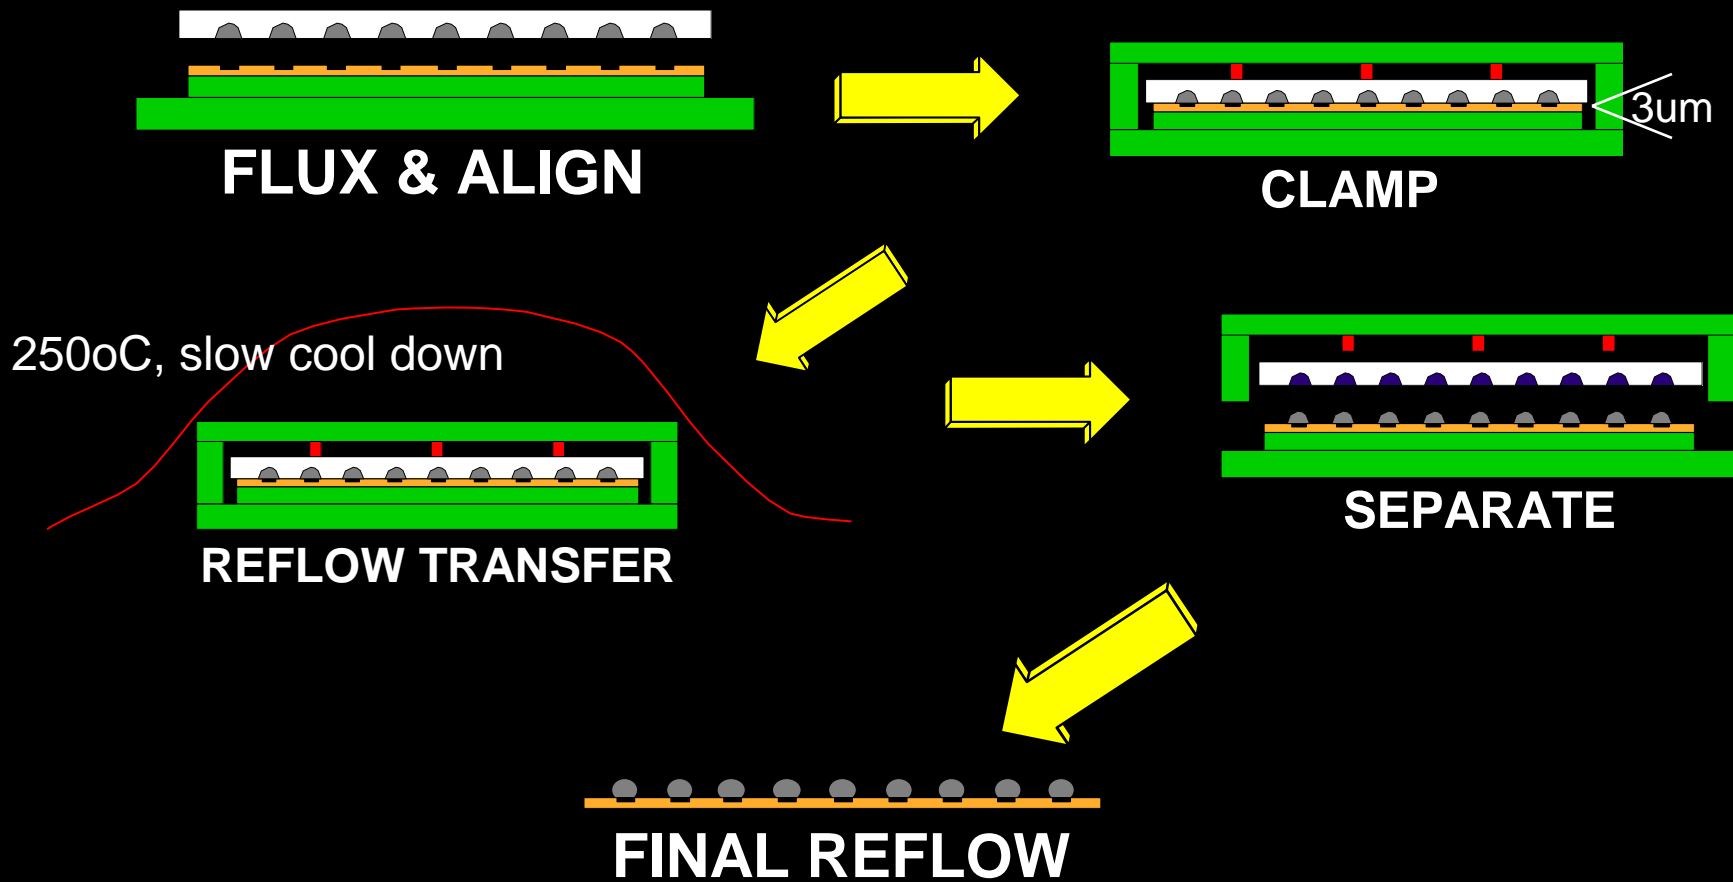 FLUX & ALIGN
3um
CLAMP
250oC, slow cool down
REFLOW TRANSFER
SEPARATE
FINAL REFLOW